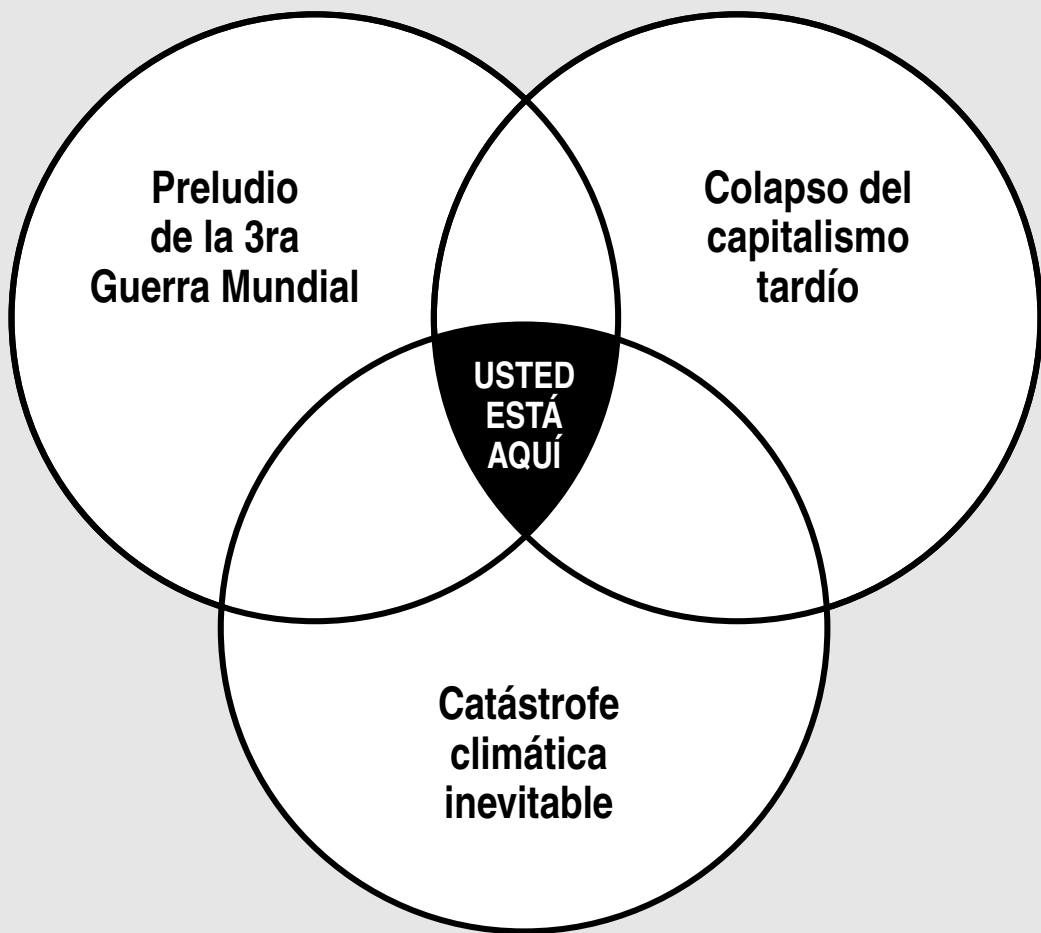 Preludio
de la 3ra
Guerra Mundial
Colapso del
capitalismo
tardío
USTED
ESTÁ
AQUÍ
Catástrofe
climática
inevitable